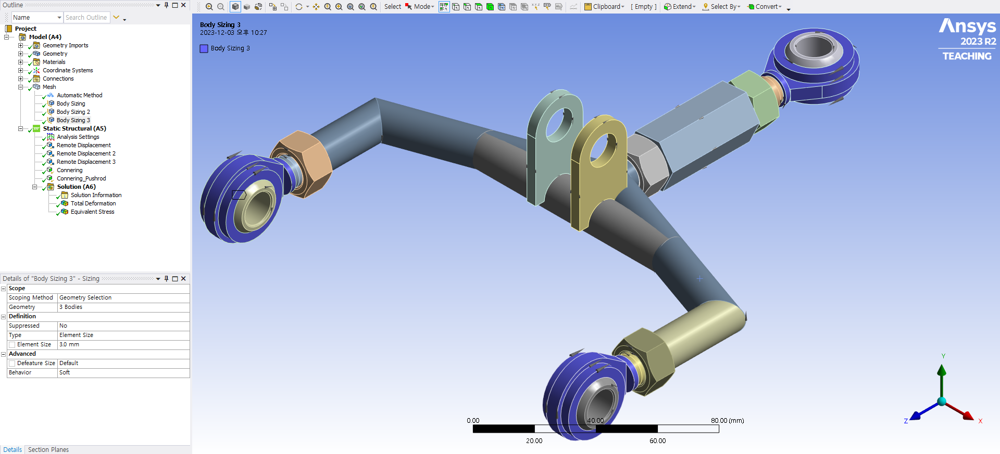 Outline
Name
Search Outline
Project
Model (A4)
Geometry Imports
Geometry
Materials
Coordinate Systems
Connections
Mesh
Automatic Method
Body Sizing
Body Sizing 2
Body Sizing 3
Static Structural (A5)
Analysis Settings
Remote Displacement
Remote Displacement 2
Remote Displacement 3
Connering
Connering_Pushrod
Solution (A6)
Solution Information
Total Deformation
Equivalent Stress
Details of "Body Sizing 3" - Sizing
Scope
Scoping Method Geometry Selection
Geometry 3 Bodies
Definition
Suppressed No
Type Element Size
Element Size 3.0 mm
Advanced
Defeature Size Default
Behavior Soft
Details Section Planes
Select Mode Clipboard [ Empty ] Extend Select By Convert
Body Sizing 3
2023-12-03 오후 10:27
Body Sizing 3
Ansys
2023 R2
TEACHING
0.00 40.00 80.00 (mm)
20.00 60.00
Y
Z X